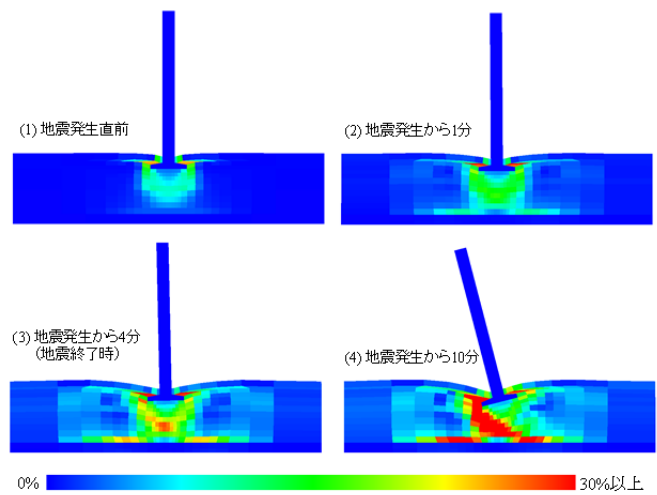 (1) 地震発生直前
(2) 地震発生から1分
(3) 地震発生から4分
（地震終了時）
(4) 地震発生から10分
0%
30%以上